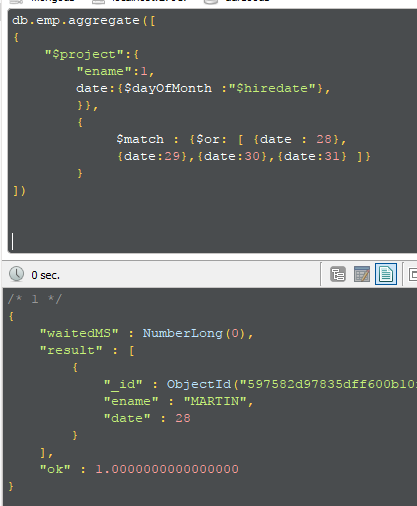 db.emp.aggregate([
{
"$project":{
"ename":1,
date:{$dayOfMonth :"$hiredate"},
}},
{
$match : {$or: [ {date : 28},
{date:29},{date:30},{date:31} ]}
}
])
0 sec.
/* 1 */
{
"waitedMS" : NumberLong(0),
"result" : [
{
"_id" : ObjectId("597582d97835dff600b10
"ename" : "MARTIN",
"date" : 28
}
],
"ok" : 1.0000000000000000
}